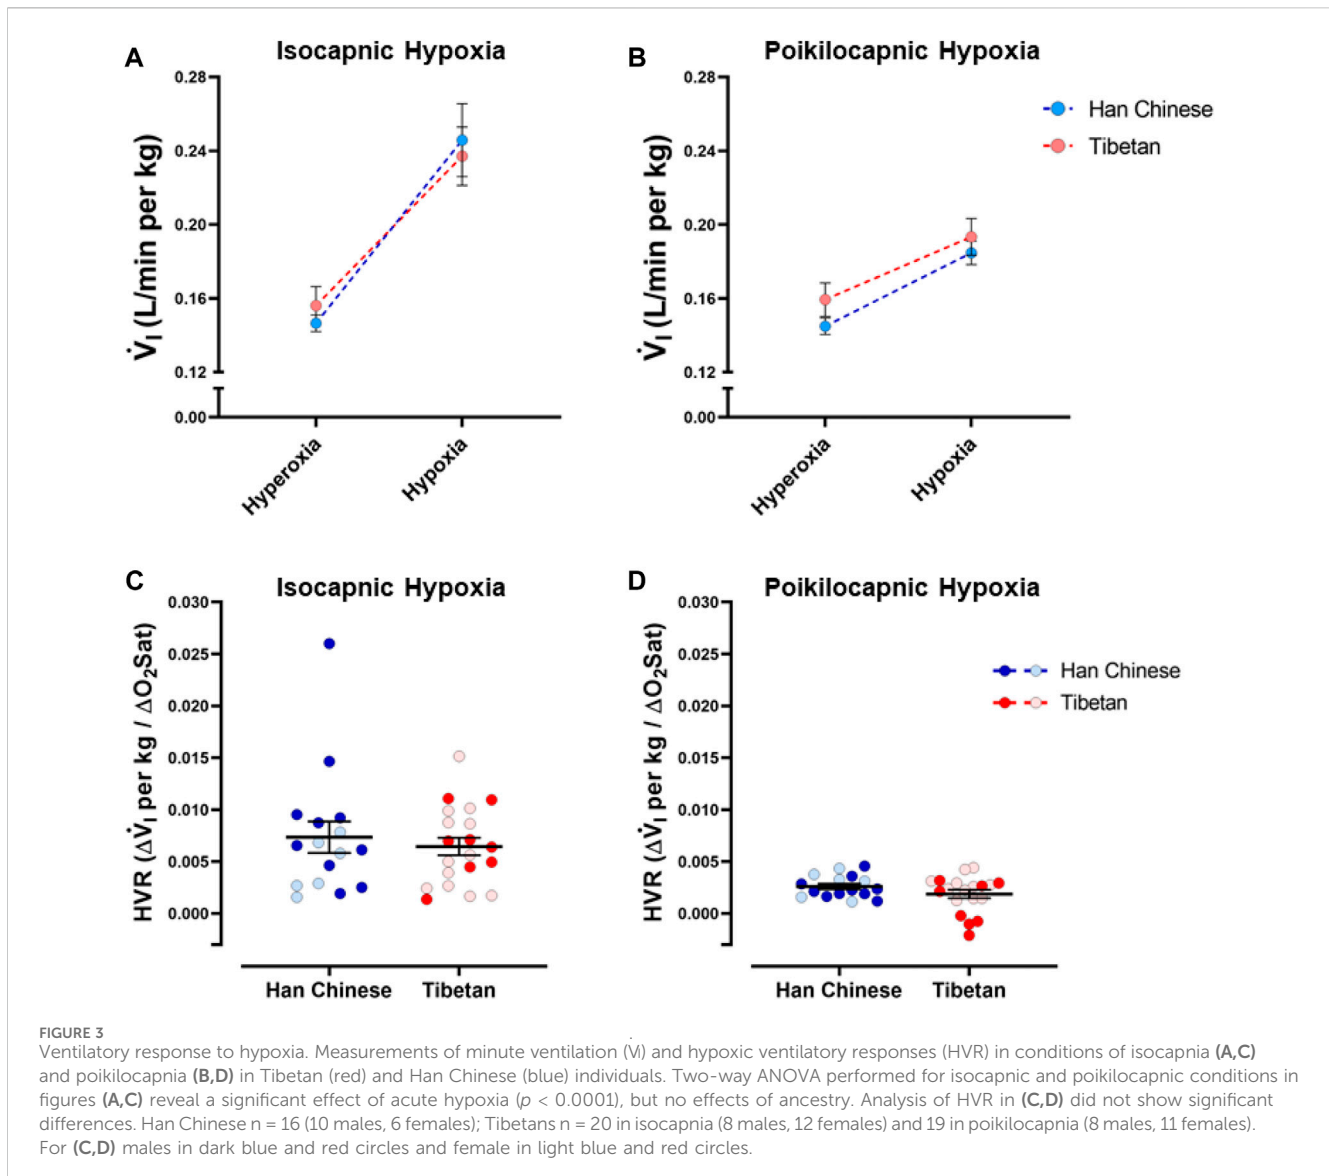 A
Isocapnic Hypoxia
0.28
0.24
0.20
0.16
0.12
0.00
V̇I (L/min per kg)
Hyperoxia
Hypoxia
B
Poikilocapnic Hypoxia
0.28
0.24
0.20
0.16
0.12
0.00
V̇I (L/min per kg)
Hyperoxia
Hypoxia
Han Chinese
Tibetan
C
Isocapnic Hypoxia
0.030
0.025
0.020
0.015
0.010
0.005
0.000
HVR (ΔV̇I per kg / ΔO2Sat)
Han Chinese
Tibetan
D
Poikilocapnic Hypoxia
0.030
0.025
0.020
0.015
0.010
0.005
0.000
HVR (ΔV̇I per kg / ΔO2Sat)
Han Chinese
Tibetan
Han Chinese
Tibetan
FIGURE 3
Ventilatory response to hypoxia. Measurements of minute ventilation (V̇I) and hypoxic ventilatory responses (HVR) in conditions of isocapnia (A,C)
and poikilocapnia (B,D) in Tibetan (red) and Han Chinese (blue) individuals. Two-way ANOVA performed for isocapnic and poikilocapnic conditions in
figures (A,C) reveal a significant effect of acute hypoxia (p < 0.0001), but no effects of ancestry. Analysis of HVR in (C,D) did not show significant
differences. Han Chinese n = 16 (10 males, 6 females); Tibetans n = 20 in isocapnia (8 males, 12 females) and 19 in poikilocapnia (8 males, 11 females).
For (C,D) males in dark blue and red circles and female in light blue and red circles.